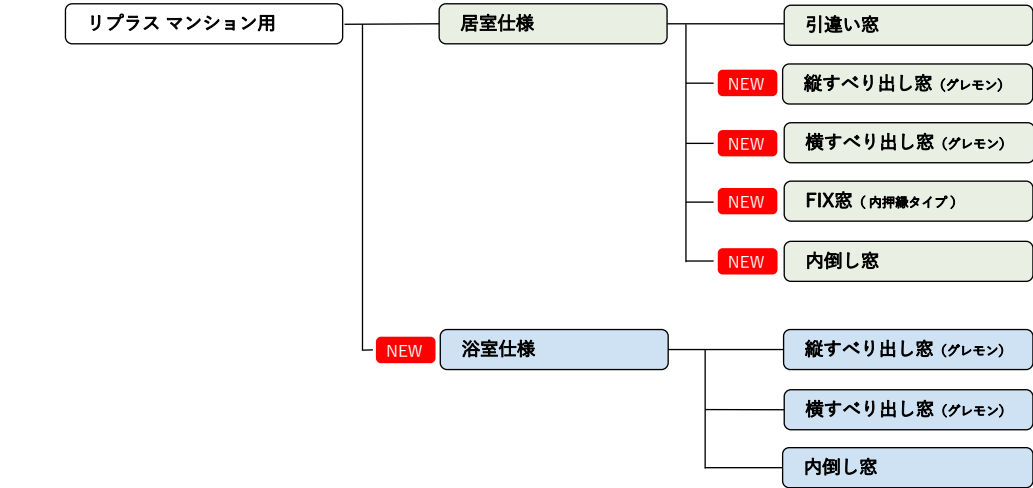 リプラス マンション用
居室仕様
引違い窓
NEW
縦すべり出し窓（グレモン）
NEW
横すべり出し窓（グレモン）
NEW
FIX窓（内押縁タイプ）
NEW
内倒し窓
NEW
浴室仕様
縦すべり出し窓（グレモン）
横すべり出し窓（グレモン）
内倒し窓